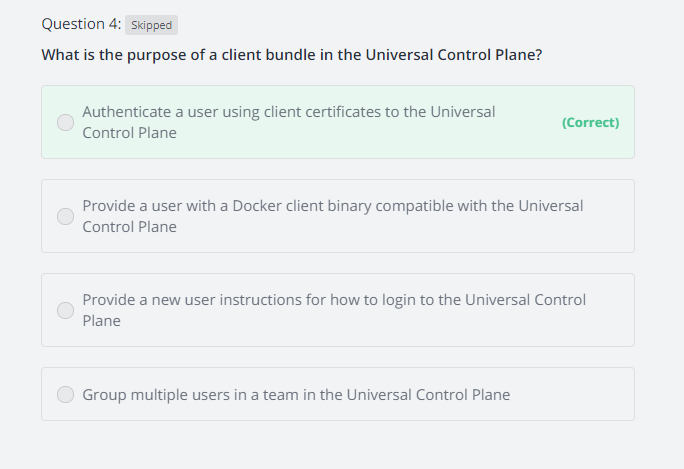 Question 4: Skipped
What is the purpose of a client bundle in the Universal Control Plane?
Authenticate a user using client certificates to the Universal
Control Plane
(Correct)
Provide a user with a Docker client binary compatible with the Universal
Control Plane
Provide a new user instructions for how to login to the Universal Control
Plane
Group multiple users in a team in the Universal Control Plane